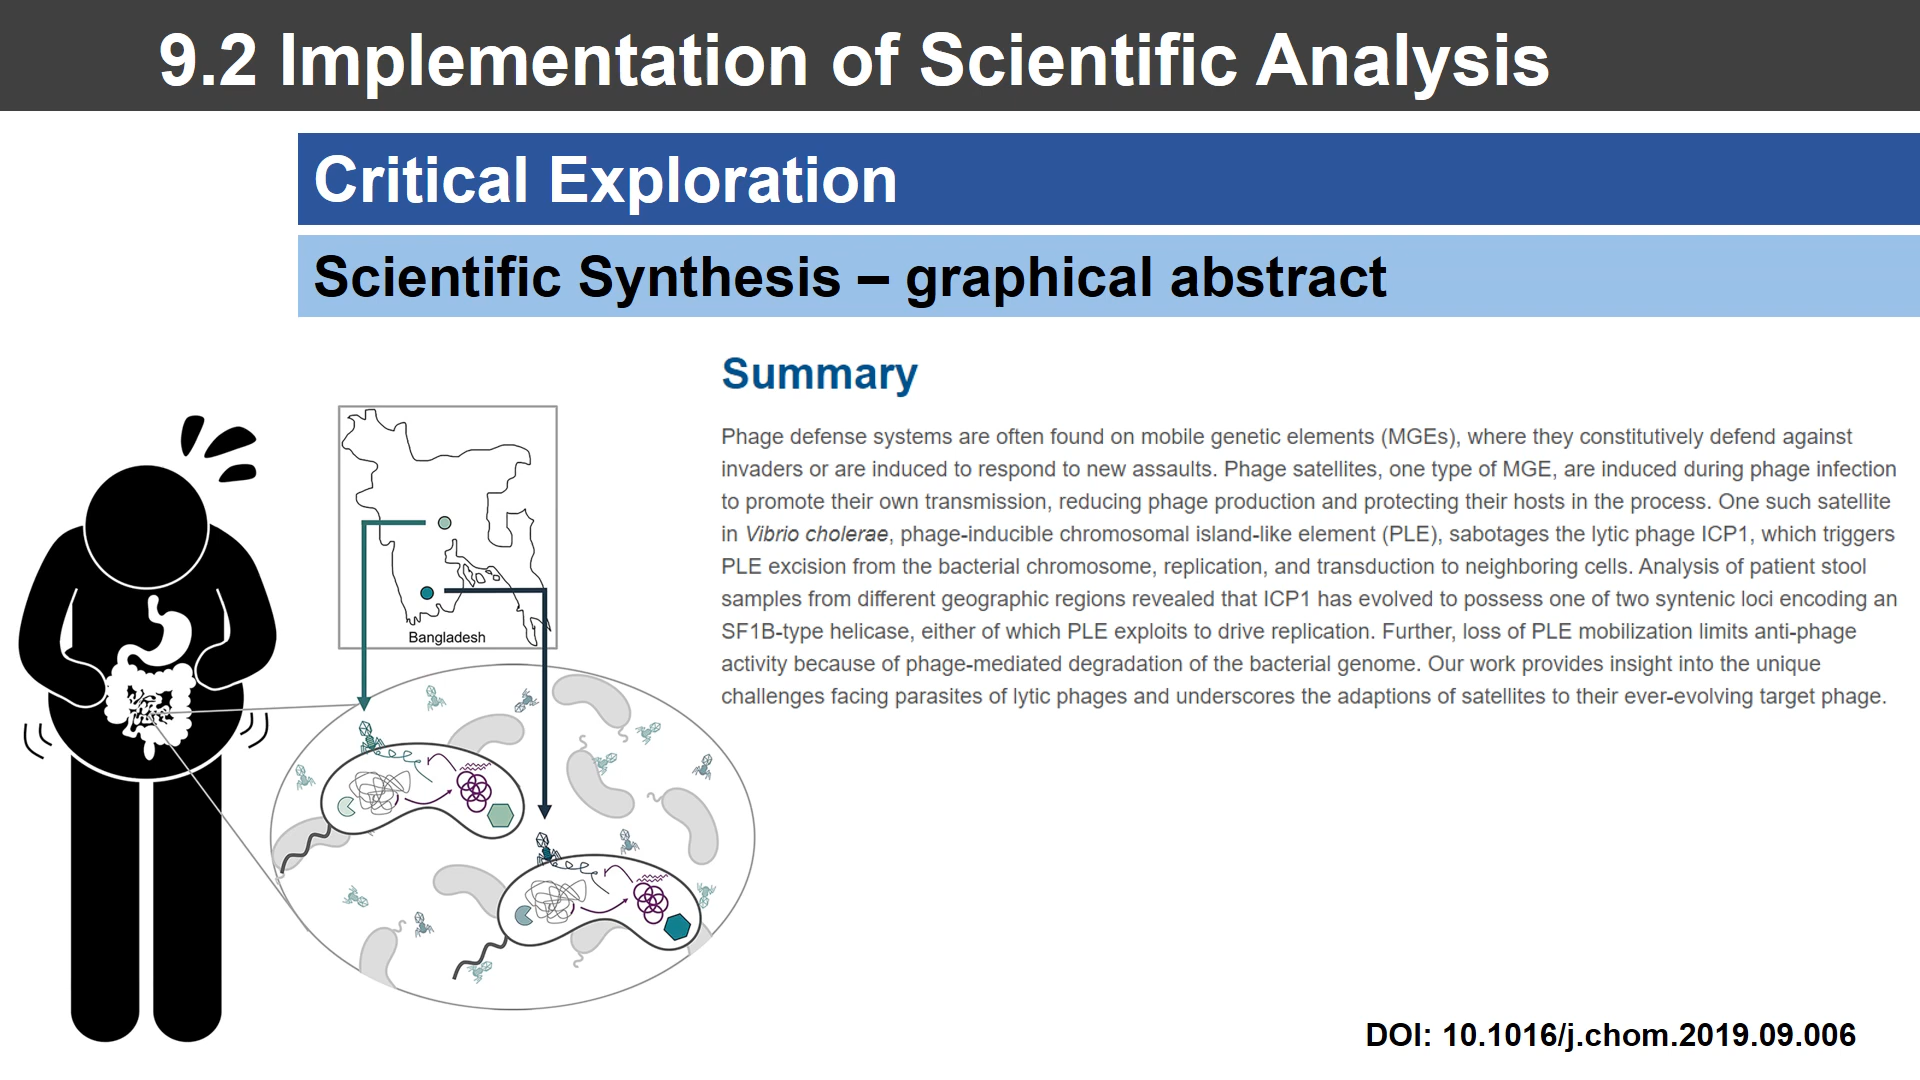 9.2 Implementation of Scientific Analysis
Critical Exploration
Scientific Synthesis – graphical abstract
Summary
Phage defense systems are often found on mobile genetic elements (MGEs), where they constitutively defend against
invaders or are induced to respond to new assaults. Phage satellites, one type of MGE, are induced during phage infection
to promote their own transmission, reducing phage production and protecting their hosts in the process. One such satellite
in Vibrio cholerae, phage-inducible chromosomal island-like element (PLE), sabotages the lytic phage ICP1, which triggers
PLE excision from the bacterial chromosome, replication, and transduction to neighboring cells. Analysis of patient stool
samples from different geographic regions revealed that ICP1 has evolved to possess one of two syntenic loci encoding an
SF1B-type helicase, either of which PLE exploits to drive replication. Further, loss of PLE mobilization limits anti-phage
activity because of phage-mediated degradation of the bacterial genome. Our work provides insight into the unique
challenges facing parasites of lytic phages and underscores the adaptions of satellites to their ever-evolving target phage.
Bangladesh
DOI: 10.1016/j.chom.2019.09.006